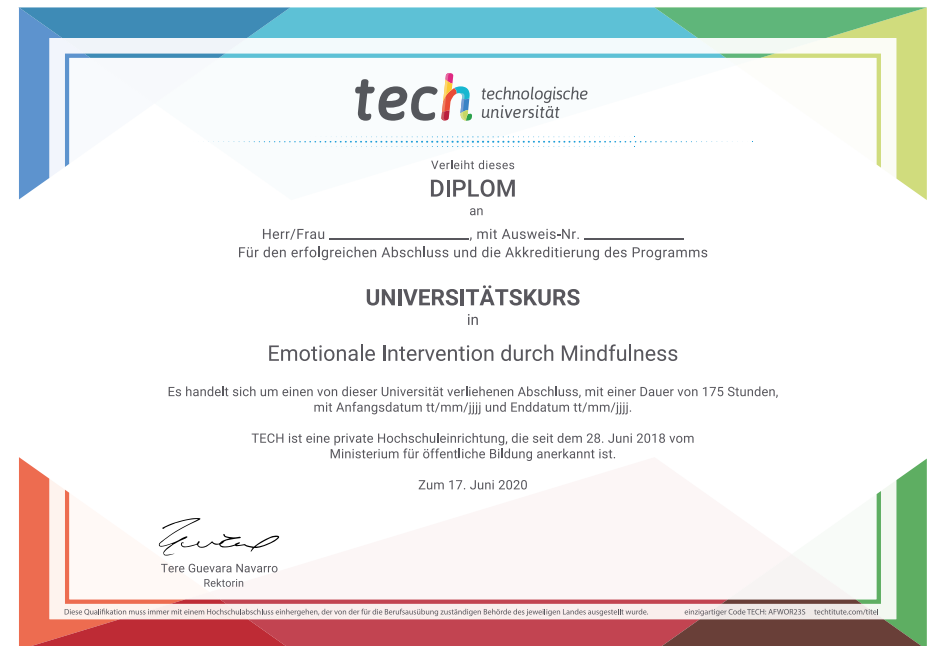 tech technologische
universität
Verleiht dieses
DIPLOM
an
Herr/Frau ____________________, mit Ausweis-Nr. ______________
Für den erfolgreichen Abschluss und die Akkreditierung des Programms
UNIVERSITÄTSKURS
in
Emotionale Intervention durch Mindfulness
Es handelt sich um einen von dieser Universität verliehenen Abschluss, mit einer Dauer von 175 Stunden,
mit Anfangsdatum tt/mm/jjjj und Enddatum tt/mm/jjjj.
TECH ist eine private Hochschuleinrichtung, die seit dem 28. Juni 2018 vom
Ministerium für öffentliche Bildung anerkannt ist.
Zum 17. Juni 2020
Tere Guevara Navarro
Rektorin
Diese Qualifikation muss immer mit einem Hochschulabschluss einhergehen, der von der für die Berufsausübung zuständigen Behörde des jeweiligen Landes ausgestellt wurde. einzigartiger Code TECH: AFWOR23S techtitute.com/titel